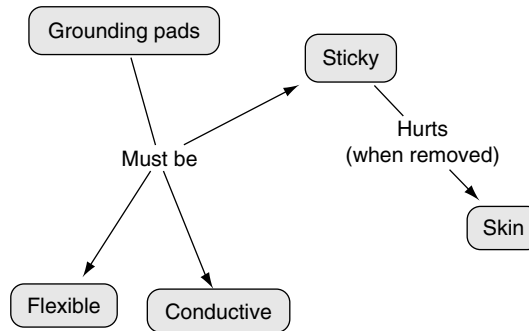 Grounding pads
Sticky
Hurts
(when removed)
Must be
Skin
Flexible
Conductive